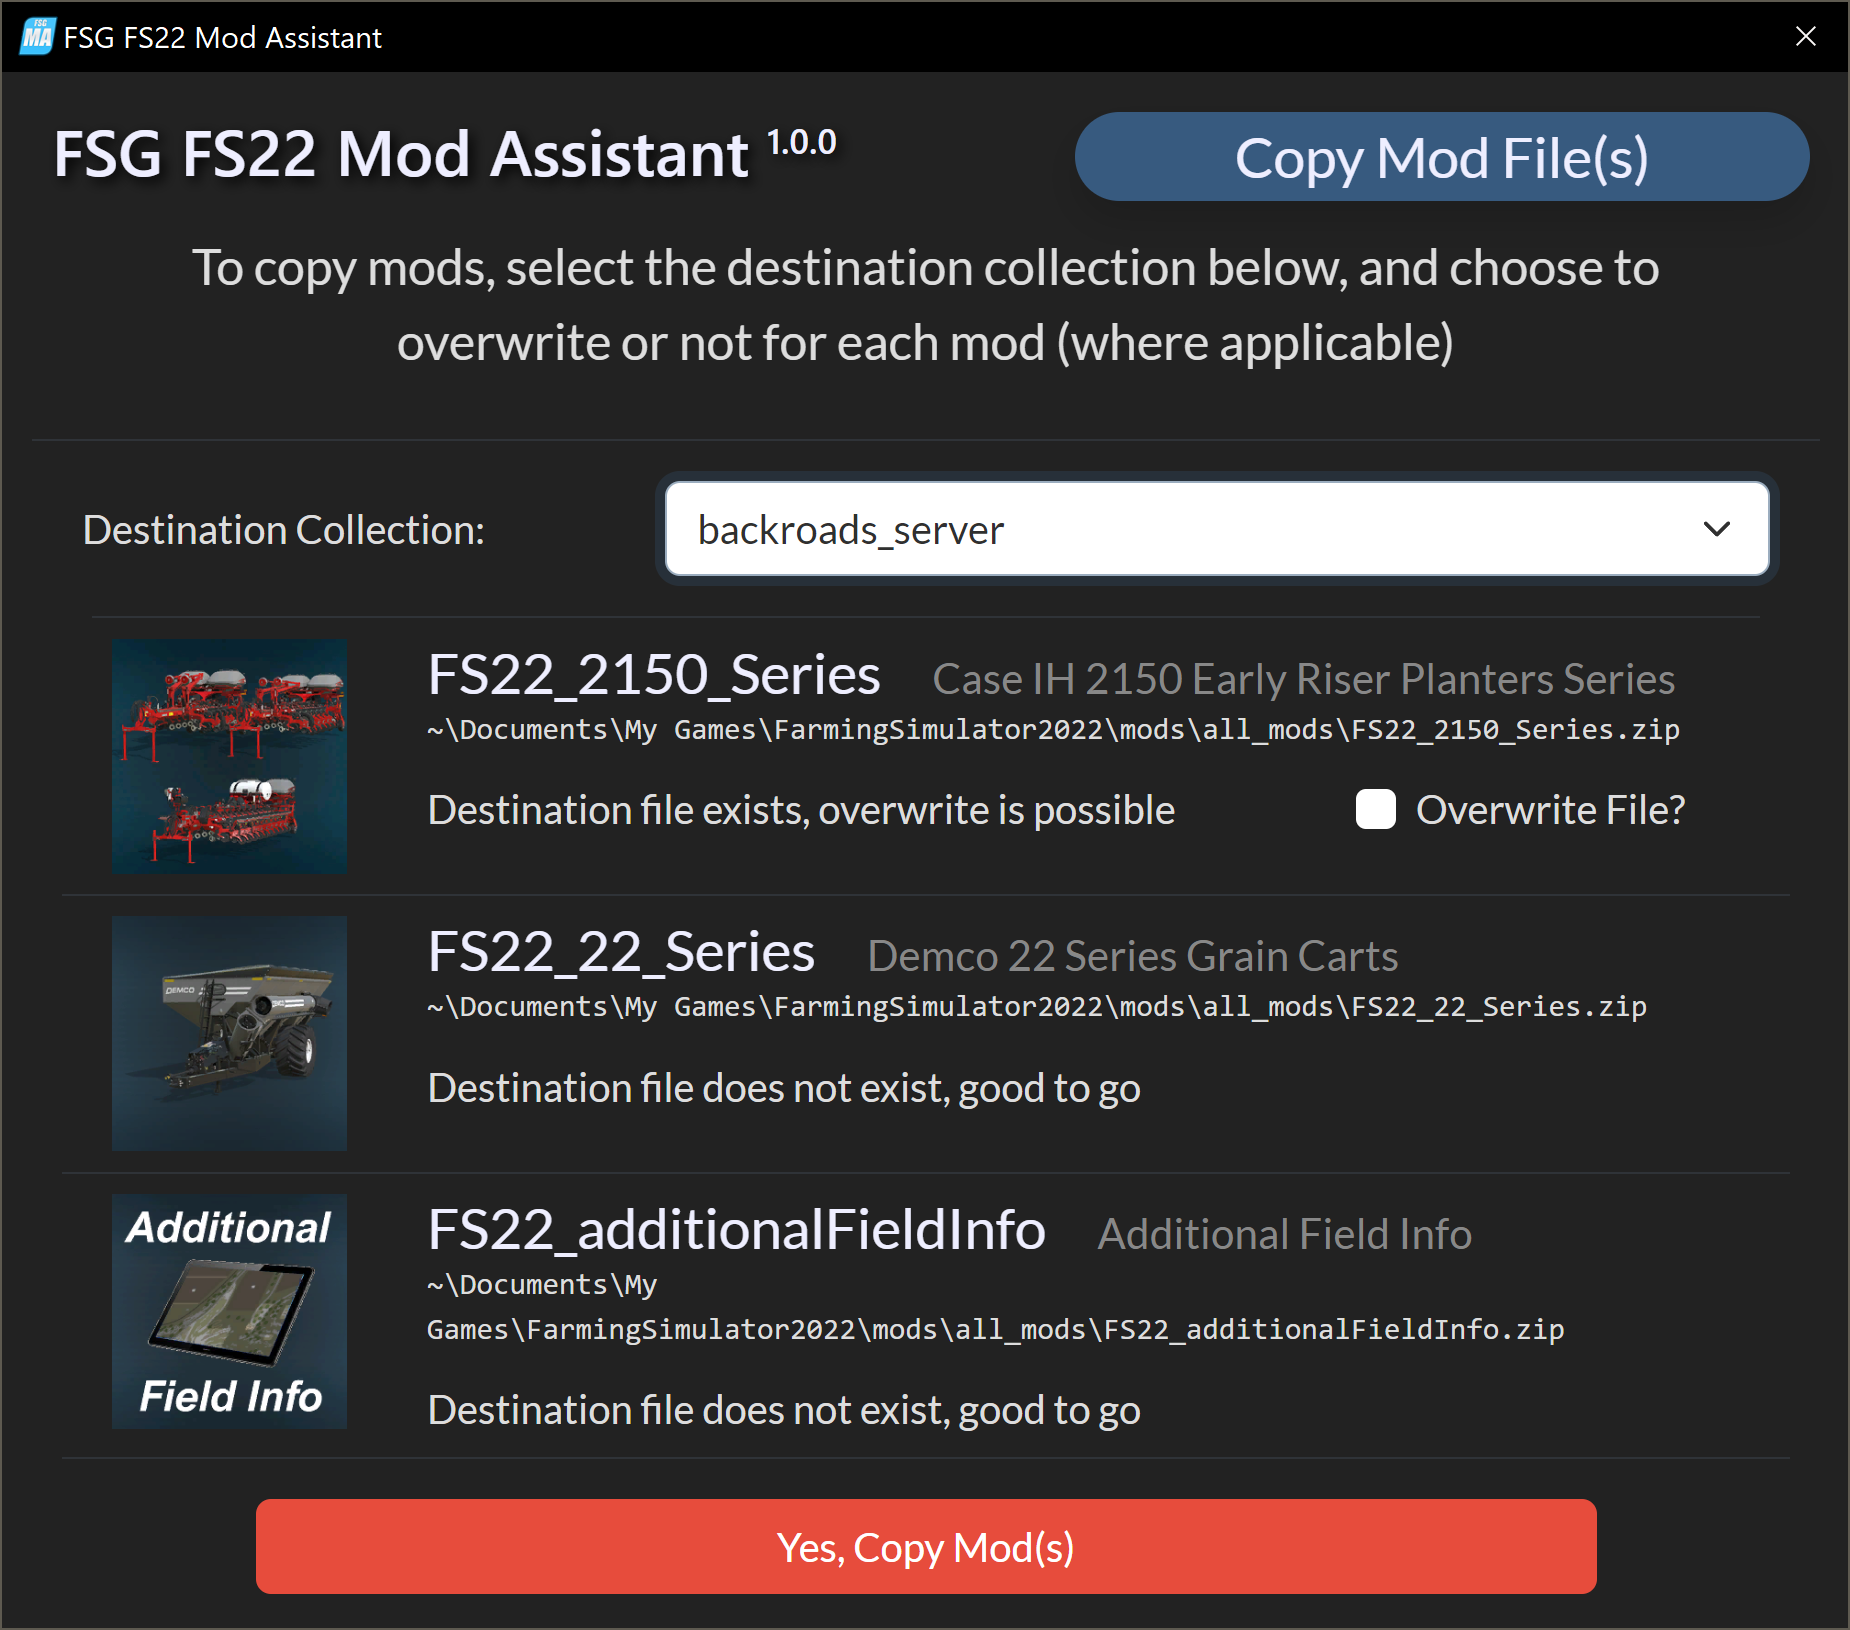 FSG MA FSG FS22 Mod Assistant
FSG FS22 Mod Assistant 1.0.0
Copy Mod File(s)
To copy mods, select the destination collection below, and choose to
overwrite or not for each mod (where applicable)
Destination Collection:
backroads_server
FS22_2150_Series Case IH 2150 Early Riser Planters Series
~\Documents\My Games\FarmingSimulator2022\mods\all_mods\FS22_2150_Series.zip
Destination file exists, overwrite is possible
Overwrite File?
DEMCO
FS22_22_Series Demco 22 Series Grain Carts
~\Documents\My Games\FarmingSimulator2022\mods\all_mods\FS22_22_Series.zip
Destination file does not exist, good to go
Additional
Field Info
FS22_additionalFieldInfo Additional Field Info
~\Documents\My
Games\FarmingSimulator2022\mods\all_mods\FS22_additionalFieldInfo.zip
Destination file does not exist, good to go
Yes, Copy Mod(s)